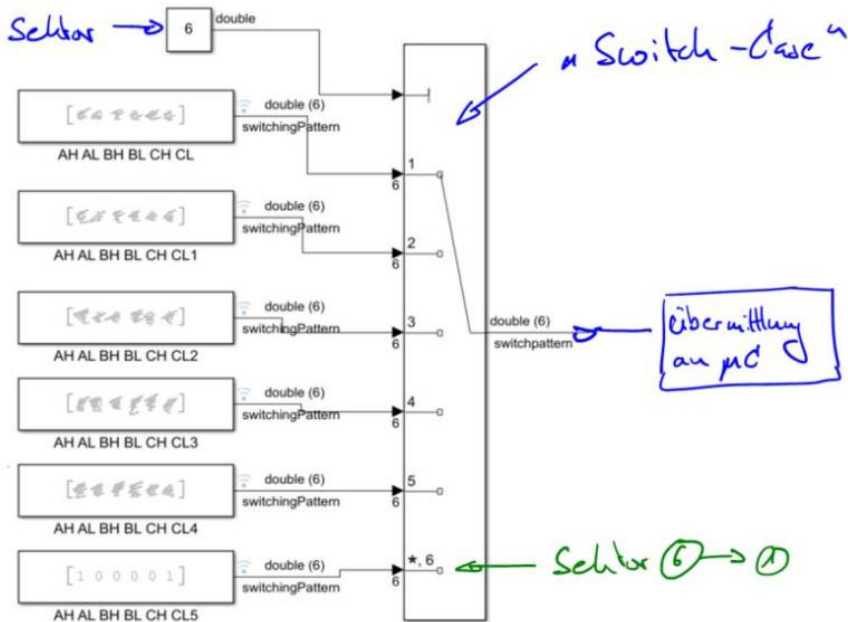 Sektor
6
double
„Switch-Case“
double (6)
switchingPattern
AH AL BH BL CH CL
1
6
double (6)
switchingPattern
AH AL BH BL CH CL1
2
6
double (6)
switchingPattern
AH AL BH BL CH CL2
3
6
double (6)
switchpattern
Übermittlung
an µC
double (6)
switchingPattern
AH AL BH BL CH CL3
4
6
double (6)
switchingPattern
AH AL BH BL CH CL4
5
6
[1 0 0 0 0 1]
double (6)
switchingPattern
AH AL BH BL CH CL5
*, 6
6
Sektor 6 → 1